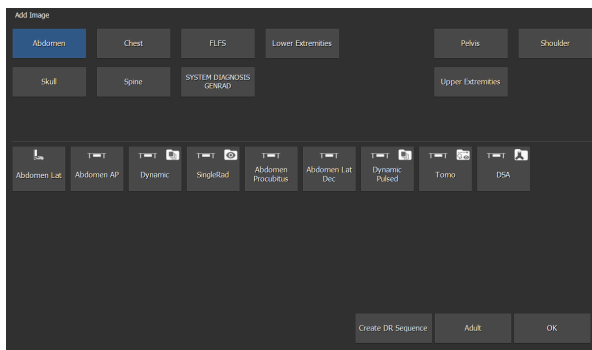 Add Image
Abdomen
Chest
FLFS
Lower Extremities
Pelvis
Shoulder
Skull
Spine
SYSTEM DIAGNOSIS
GENRAD
Upper Extremities
Abdomen Lat
Abdomen AP
Dynamic
SingleRad
Abdomen
Procubitus
Abdomen Lat
Dec
Dynamic
Pulsed
Tomo
DSA
Create DR Sequence
Adult
OK